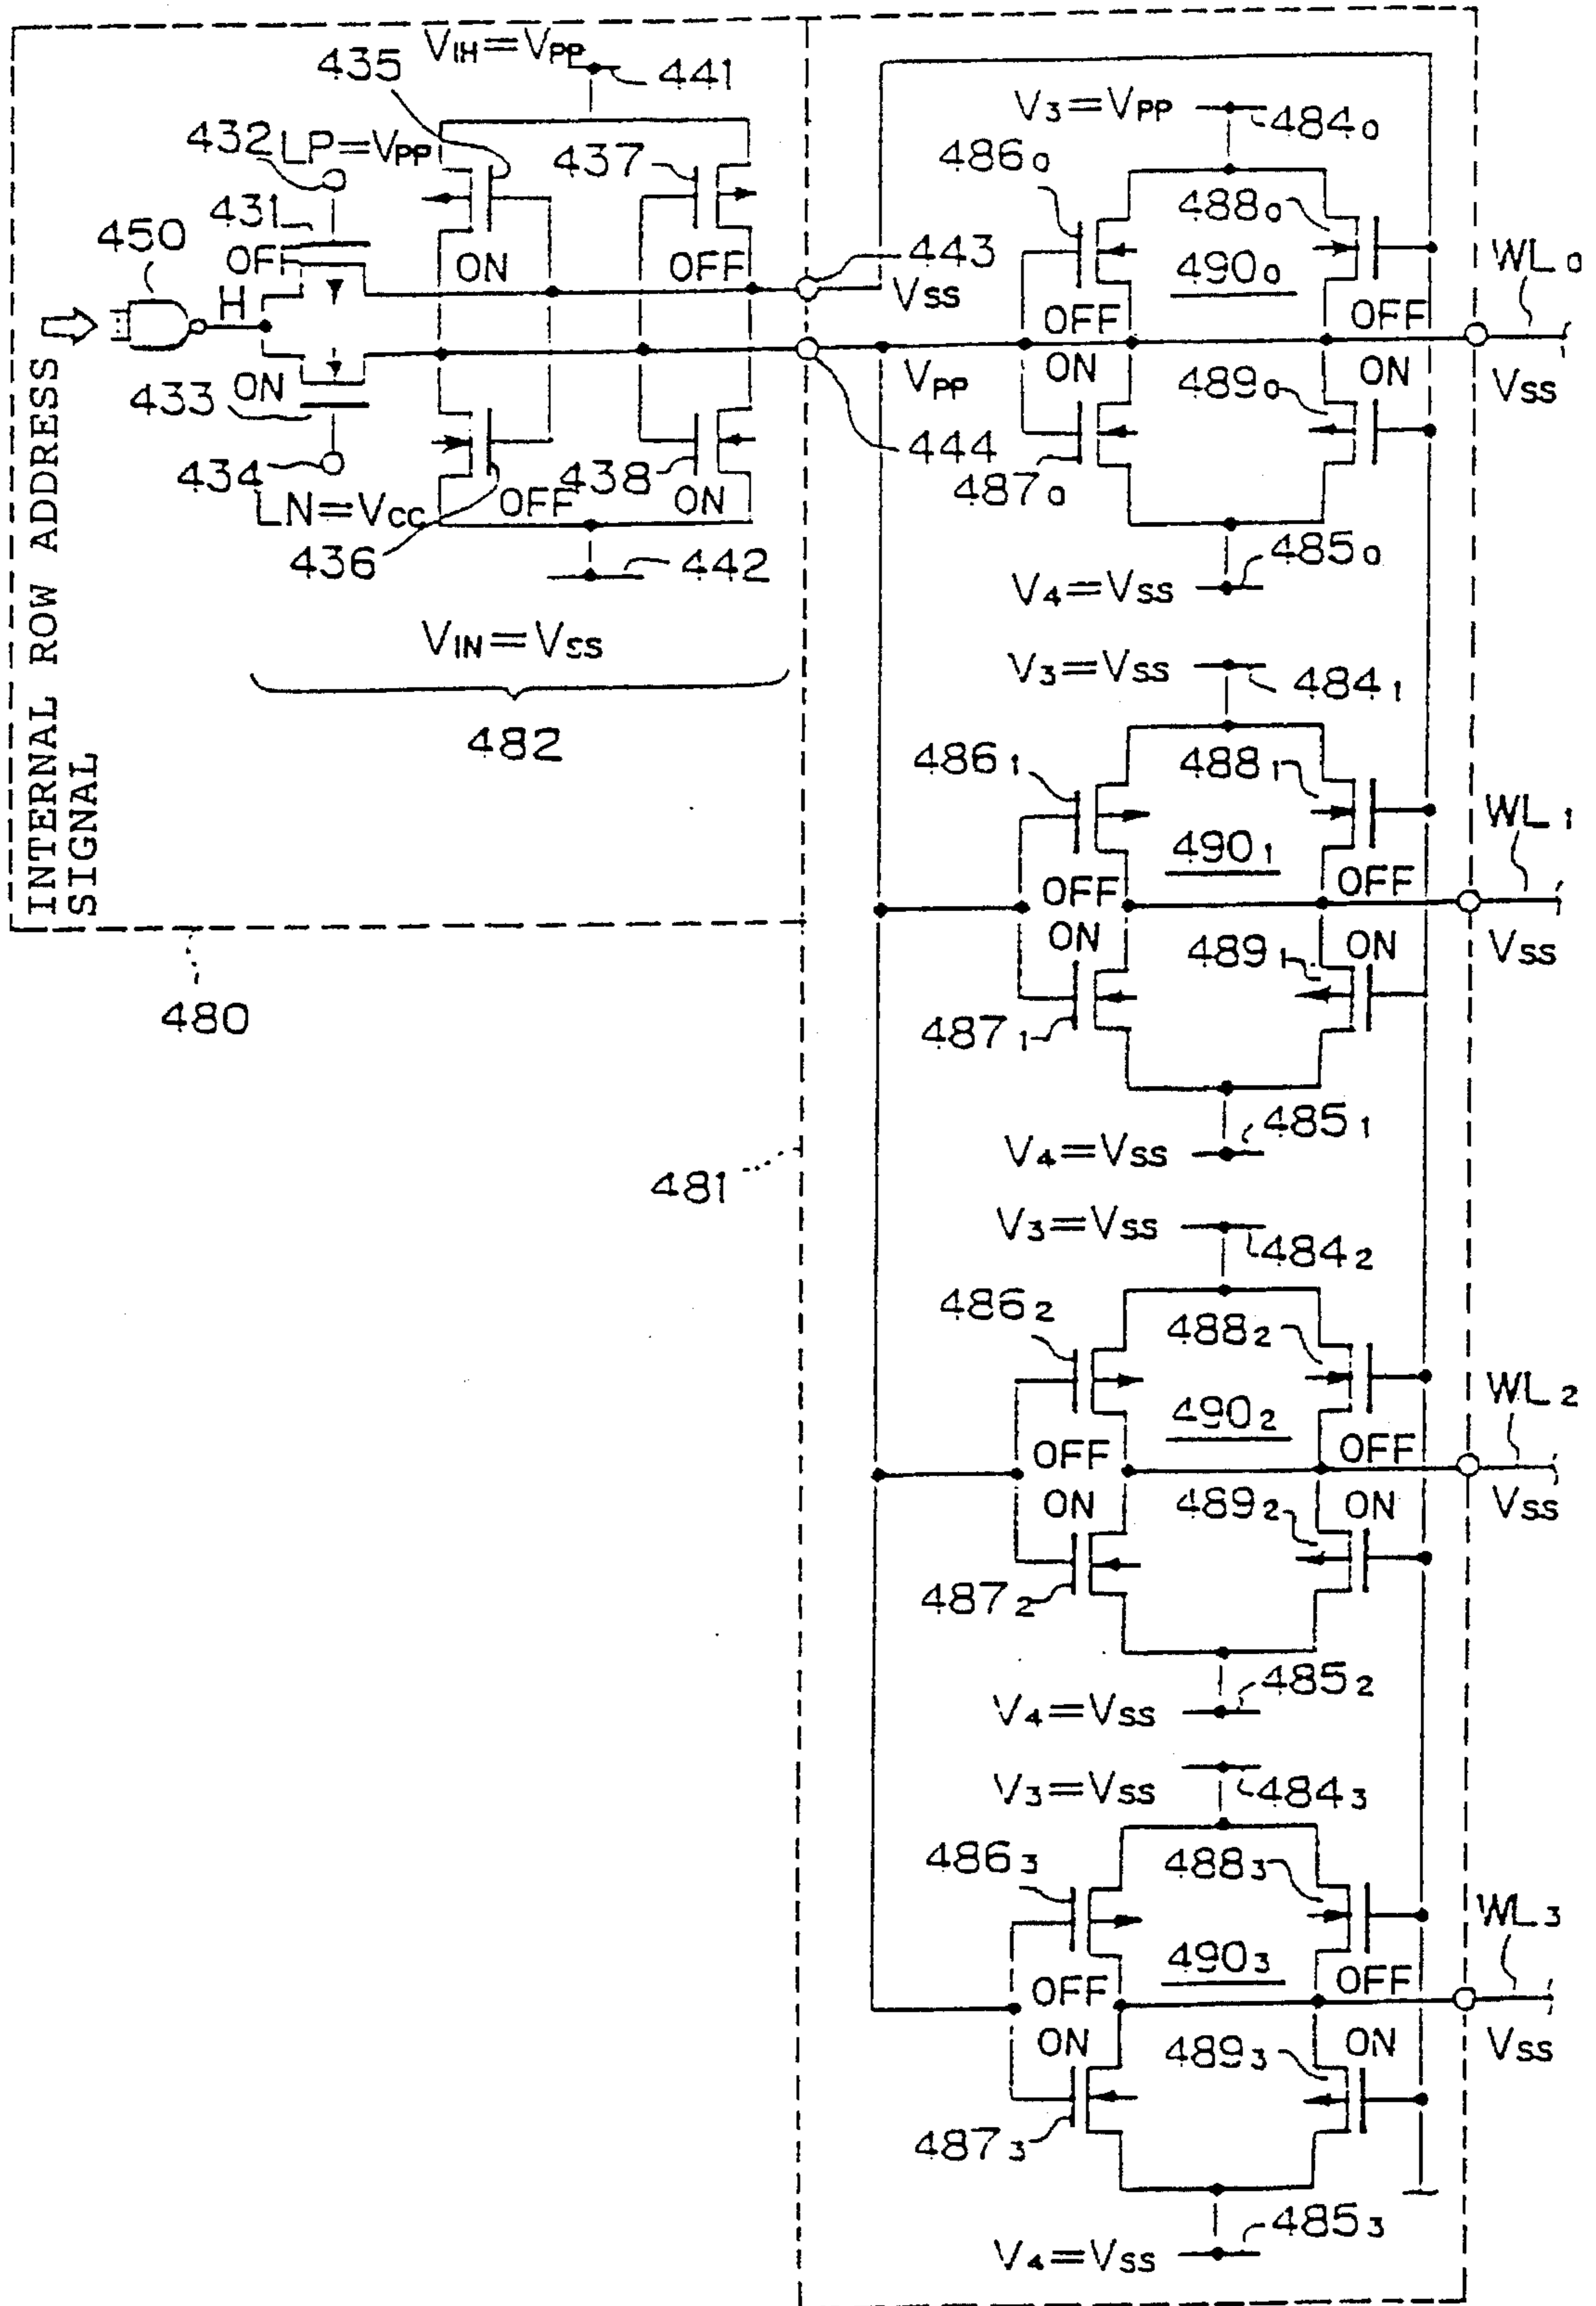 V_IH=V_PP
435
441
432
LP=V_PP
437
431
450
OFF
ON
OFF
443
H
V_SS
ON
V_PP
433
444
434
438
OFF
ON
LN=V_CC
436
442
V_IN=V_SS
482
INTERNAL ROW ADDRESS
SIGNAL
480
481
V_3=V_PP
484_0
486_0
488_0
490_0
WL_0
OFF
OFF
ON
ON
489_0
V_SS
487_0
485_0
V_4=V_SS
V_3=V_SS
484_1
486_1
488_1
490_1
WL_1
OFF
OFF
ON
ON
489_1
V_SS
487_1
485_1
V_4=V_SS
V_3=V_SS
484_2
486_2
488_2
490_2
WL_2
OFF
OFF
ON
ON
489_2
V_SS
487_2
485_2
V_4=V_SS
V_3=V_SS
484_3
486_3
488_3
490_3
WL_3
OFF
OFF
ON
ON
489_3
V_SS
487_3
485_3
V_4=V_SS